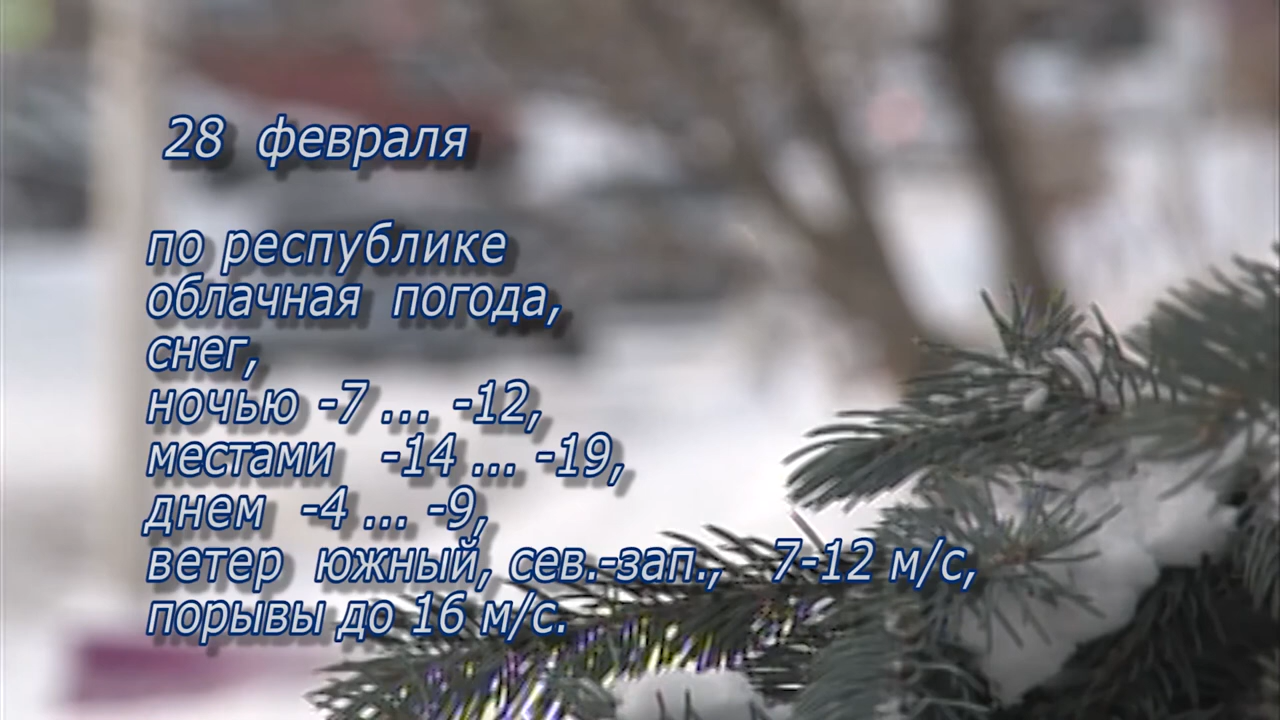 28 февраля
по республике
облачная погода,
снег,
ночью -7 ... -12,
местами -14 ... -19,
днем -4 ... -9,
ветер южный, сев.-зап., 7-12 м/с,
порывы до 16 м/с.